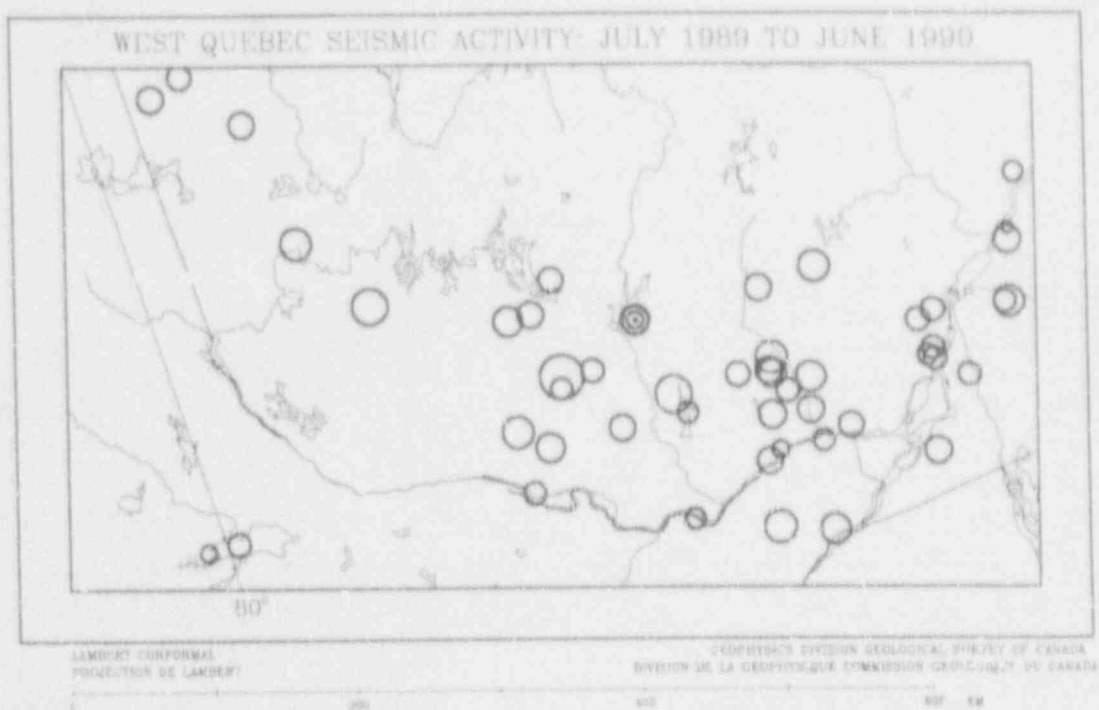 WEST QUEBEC SEISMIC ACTIVITY: JULY 1989 TO JUNE 1990
80°
LAMBERT CONFORMAL
PROJECTION DE LAMBERT
GEOPHYSICS DIVISION GEOLOGICAL SURVEY OF CANADA
DIVISION DE LA GEOPHYSIQUE COMMISSION GEOLOGIQUE DU CANADA
KM